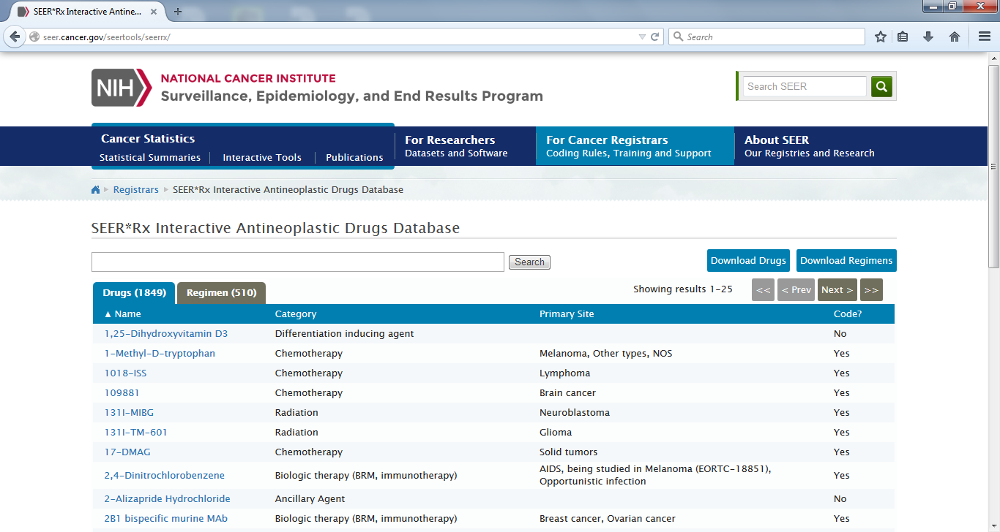 SEER*Rx Interactive Antine...
seer.cancer.gov/seertools/seerrx/
Search
NIH
NATIONAL CANCER INSTITUTE
Surveillance, Epidemiology, and End Results Program
Search SEER
Cancer Statistics
Statistical Summaries
Interactive Tools
Publications
For Researchers
Datasets and Software
For Cancer Registrars
Coding Rules, Training and Support
About SEER
Our Registries and Research
Registrars SEER*Rx Interactive Antineoplastic Drugs Database
SEER*Rx Interactive Antineoplastic Drugs Database
Search
Download Drugs
Download Regimens
Drugs (1849)
Regimen (510)
Showing results 1-25
<< < Prev Next > >>
▲ Name Category Primary Site Code?
1,25-Dihydroxyvitamin D3 Differentiation inducing agent No
1-Methyl-D-tryptophan Chemotherapy Melanoma, Other types, NOS Yes
1018-ISS Chemotherapy Lymphoma Yes
109881 Chemotherapy Brain cancer Yes
131I-MIBG Radiation Neuroblastoma Yes
131I-TM-601 Radiation Glioma Yes
17-DMAG Chemotherapy Solid tumors Yes
2,4-Dinitrochlorobenzene Biologic therapy (BRM, immunotherapy) AIDS, being studied in Melanoma (EORTC-18851), Yes
Opportunistic infection
2-Alizapride Hydrochloride Ancillary Agent No
2B1 bispecific murine MAb Biologic therapy (BRM, immunotherapy) Breast cancer, Ovarian cancer Yes